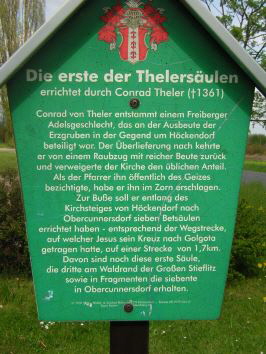 Conrad Theler
Die erste der Thelersäulen
errichtet durch Conrad Theler (†1361)
Conrad von Theler entstammt einem Freiberger
Adelsgeschlecht, das an der Ausbeute der
Erzgruben in der Gegend um Höckendorf
beteiligt war. Der Überlieferung nach kehrte
er von einem Raubzug mit reicher Beute zurück
und verweigerte der Kirche den üblichen Anteil.
Als der Pfarrer ihn öffentlich des Geizes
bezichtigte, habe er ihn im Zorn erschlagen.
Zur Buße soll er entlang des
Kirchsteiges von Höckendorf nach
Obercunnersdorf sieben Betsäulen
errichtet haben - entsprechend der Wegstrecke,
auf welcher Jesus sein Kreuz nach Golgota
getragen hatte, auf einer Strecke von 1,7km.
Davon sind noch diese erste Säule,
die dritte am Waldrand der Großen Stieflitz
sowie in Fragmenten die siebente
in Obercunnersdorf erhalten.